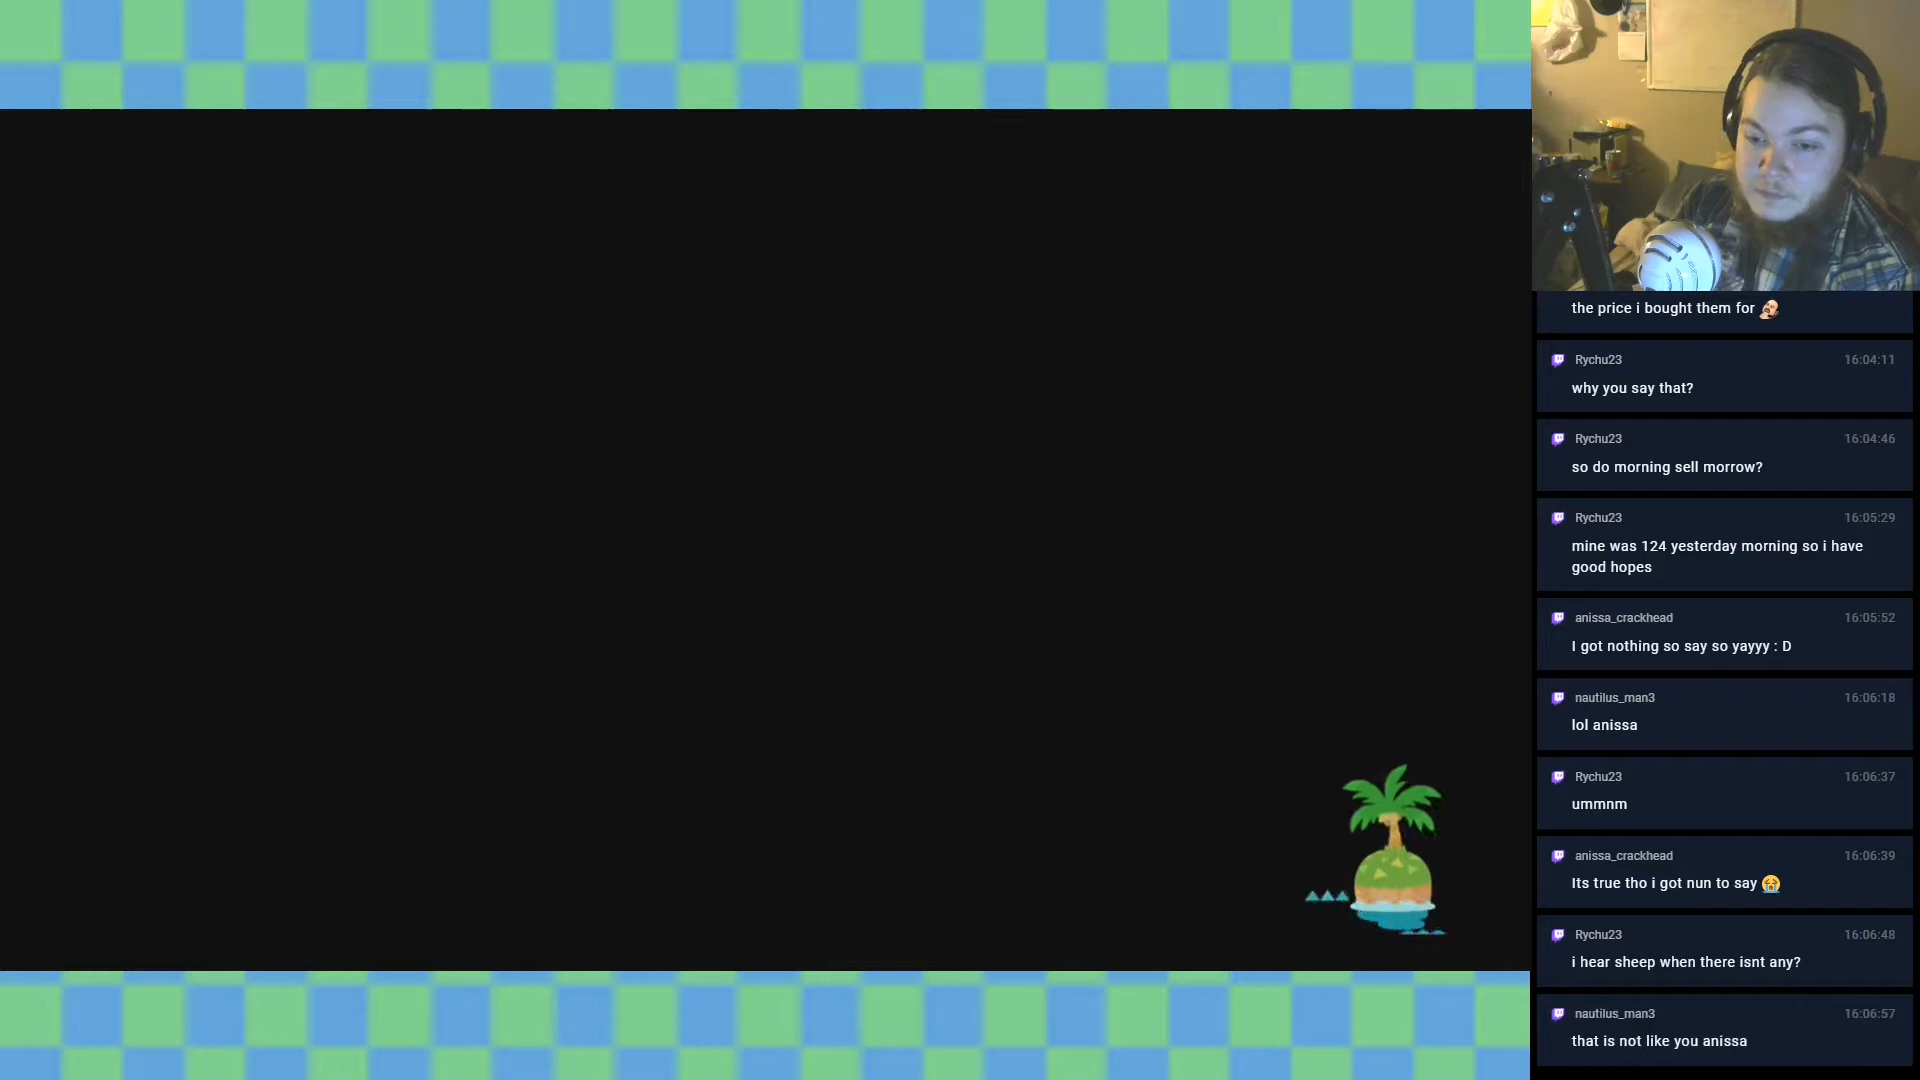 the price i bought them for
Rychu23 16:04:11
why you say that?
Rychu23 16:04:46
so do morning sell morrow?
Rychu23 16:05:29
mine was 124 yesterday morning so i have
good hopes
anissa_crackhead 16:05:52
I got nothing so say so yayyy : D
nautilus_man3 16:06:18
lol anissa
Rychu23 16:06:37
ummnm
anissa_crackhead 16:06:39
Its true tho i got nun to say 😭
Rychu23 16:06:48
i hear sheep when there isnt any?
nautilus_man3 16:06:57
that is not like you anissa